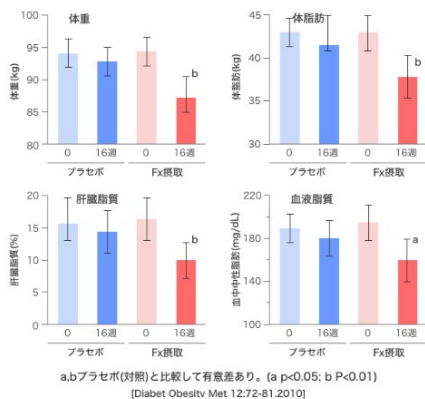 体重
体重(kg)
100
95
90
85
80
b
0
16週
0
16週
プラセボ
Fx摂取
体脂肪
体脂肪(kg)
45
40
35
30
b
0
16週
0
16週
プラセボ
Fx摂取
肝臓脂質
肝臓脂質(%)
20
15
10
5
0
b
0
16週
0
16週
プラセボ
Fx摂取
血液脂質
血中中性脂肪(mg/dL)
220
180
140
100
a
0
16週
0
16週
プラセボ
Fx摂取
a,bプラセボ(対照)と比較して有意差あり。(a p<0.05; b P<0.01)
[Diabet Obesity Met 12:72-81.2010]